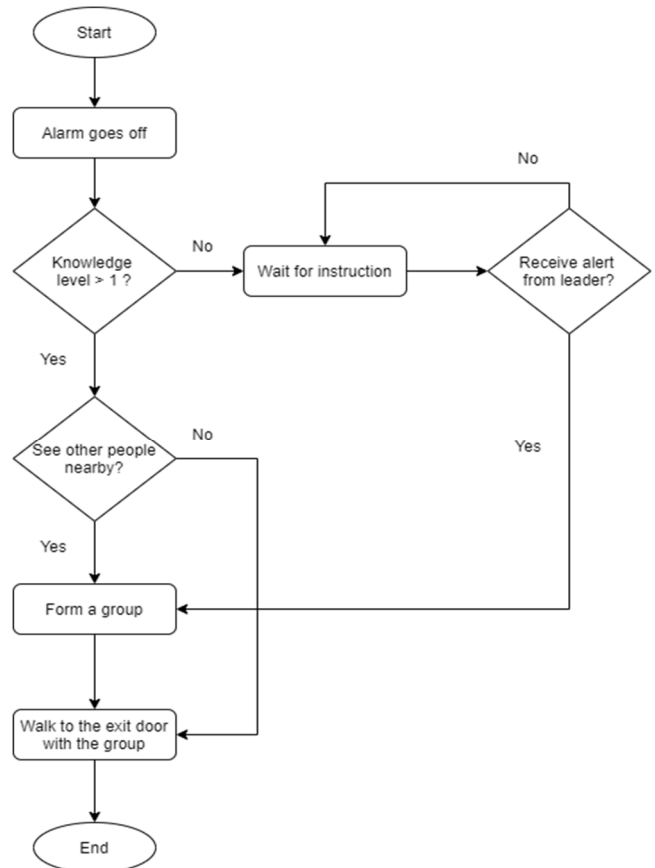 Start
Alarm goes off
No
Knowledge
level > 1 ?
No
Wait for instruction
Receive alert
from leader?
Yes
See other people
nearby?
No
Yes
Yes
Form a group
Walk to the exit door
with the group
End